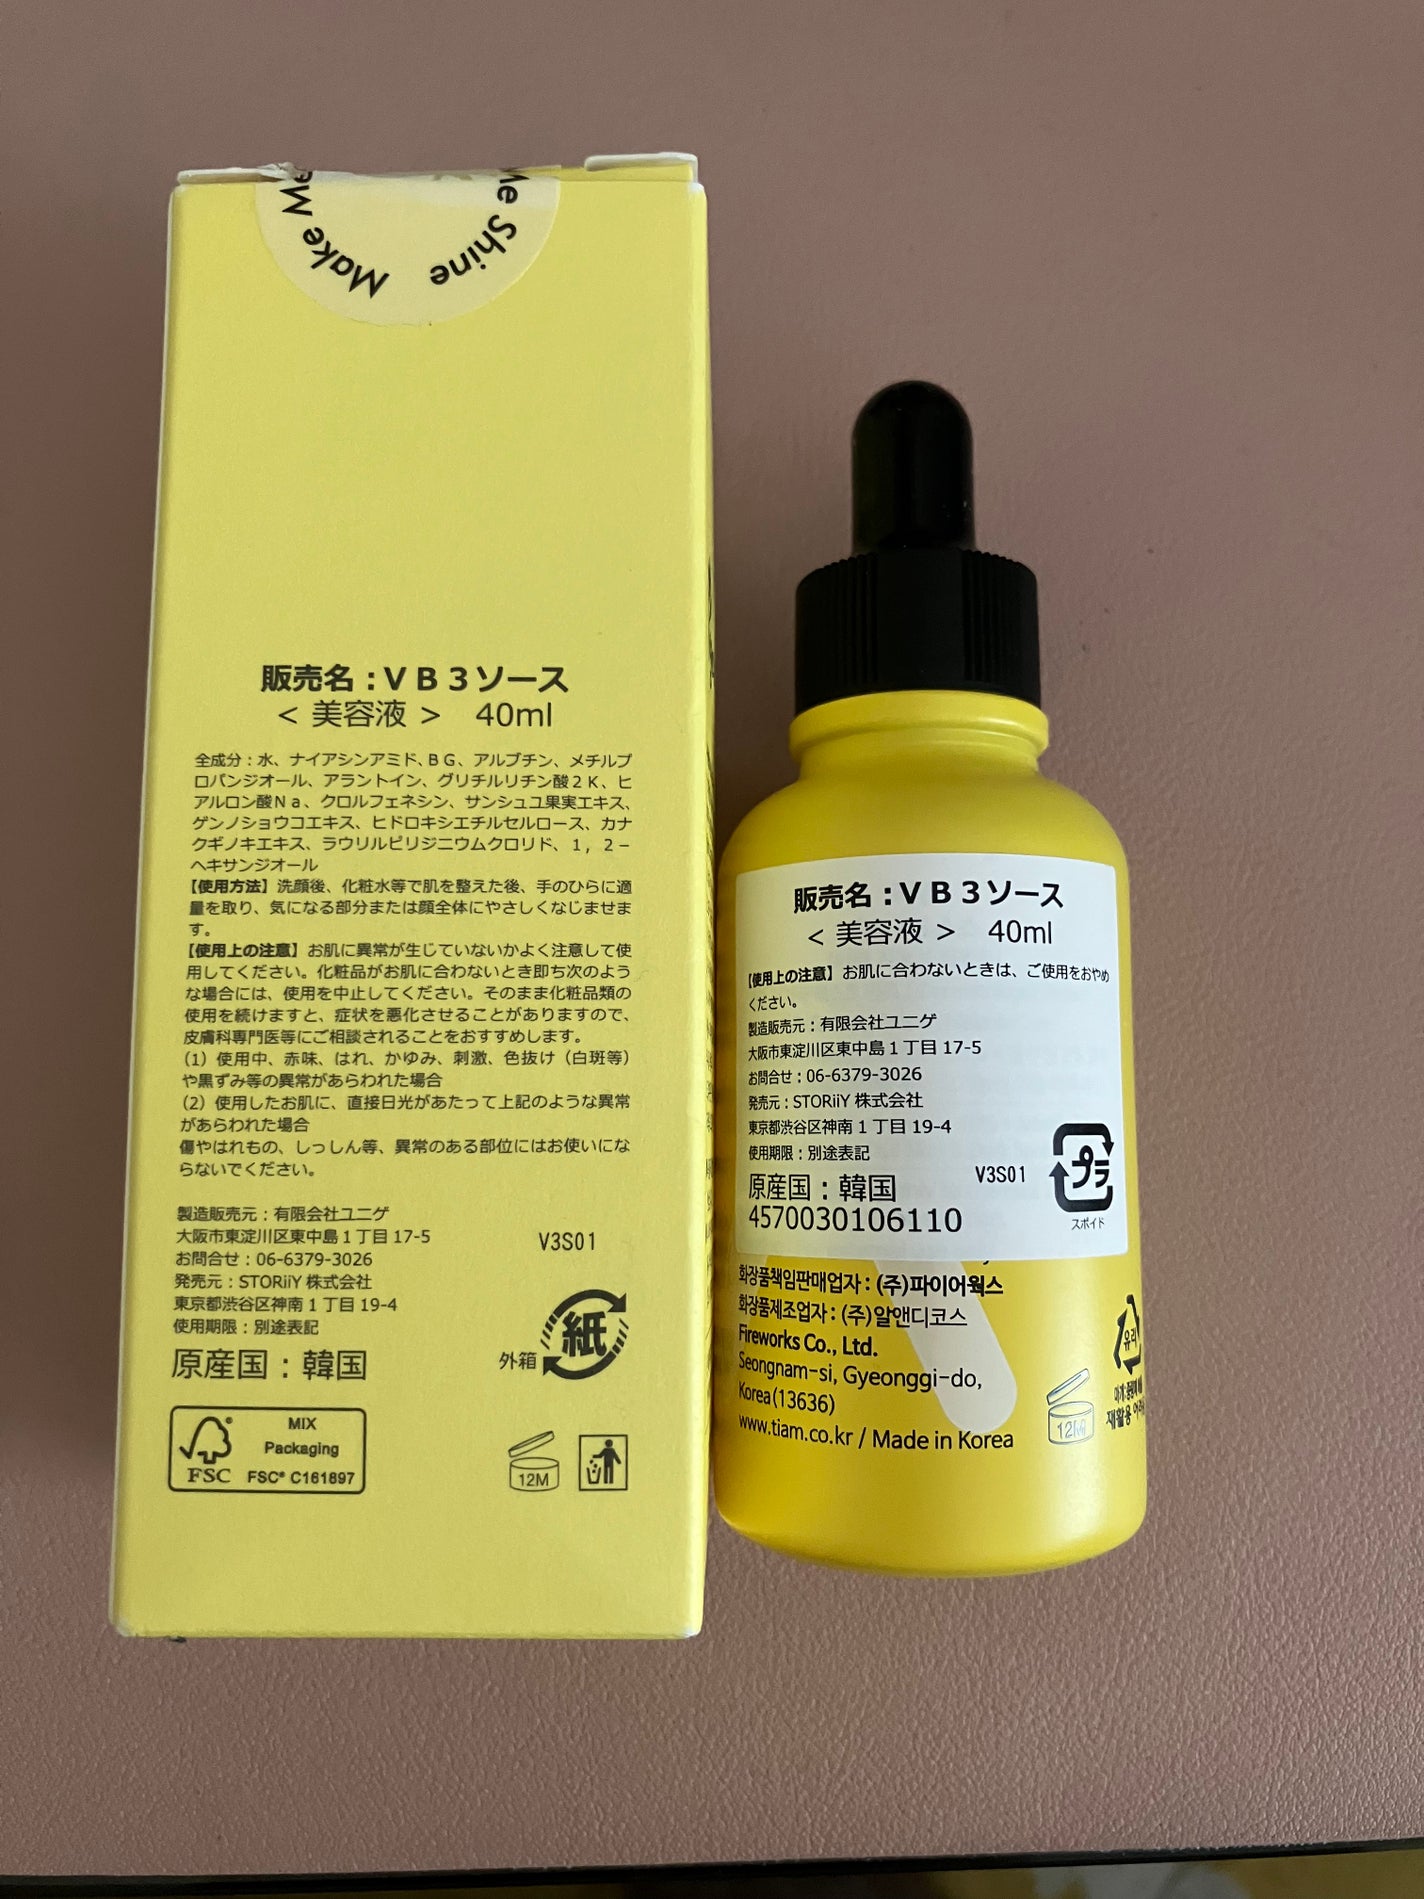 Make Me
Me Shine
販売名：ＶＢ３ソース
＜ 美容液 ＞　40ml
全成分：水、ナイアシンアミド、ＢＧ、アルブチン、メチルプ
ロパンジオール、アラントイン、グリチルリチン酸２Ｋ、ヒ
アルロン酸Ｎａ、クロルフェネシン、サンシュユ果実エキス、
ゲンノショウコエキス、ヒドロキシエチルセルロース、カナ
クギノキエキス、ラウリルピリジニウムクロリド、１，２－
ヘキサンジオール
【使用方法】洗顔後、化粧水等で肌を整えた後、手のひらに適
量を取り、気になる部分または顔全体にやさしくなじませま
す。
【使用上の注意】お肌に異常が生じていないかよく注意して使
用してください。化粧品がお肌に合わないとき即ち次のよう
な場合には、使用を中止してください。そのまま化粧品類の
使用を続けますと、症状を悪化させることがありますので、
皮膚科専門医等にご相談されることをおすすめします。
(1) 使用中、赤味、はれ、かゆみ、刺激、色抜け（白斑等）
や黒ずみ等の異常があらわれた場合
(2) 使用したお肌に、直接日光があたって上記のような異常
があらわれた場合
傷やはれもの、しっしん等、異常のある部位にはお使いにな
らないでください。
製造販売元：有限会社ユニゲ
大阪市東淀川区東中島１丁目 17-5
お問合せ：06-6379-3026
発売元：STORiiY 株式会社
東京都渋谷区神南１丁目 19-4
使用期限：別途表記
原産国：韓国
V3S01
外箱 紙
MIX
Packaging
FSC FSC® C161897
12M
販売名：ＶＢ３ソース
＜ 美容液 ＞　40ml
【使用上の注意】お肌に合わないときは、ご使用をおやめ
ください。
製造販売元：有限会社ユニゲ
大阪市東淀川区東中島１丁目 17-5
お問合せ：06-6379-3026
発売元：STORiiY 株式会社
東京都渋谷区神南１丁目 19-4
使用期限：別途表記
原産国：韓国
4570030106110
V3S01
プラ
スポイド
화장품책임판매업자 : (주)파이어웍스
화장품제조업자 : (주)알앤디코스
Fireworks Co., Ltd.
Seongnam-si, Gyeonggi-do,
Korea(13636)
www.tiam.co.kr / Made in Korea
12M
유리
재활용